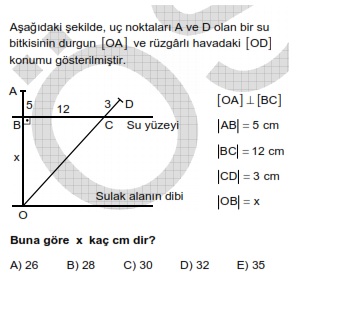 Aşağıdaki şekilde, uç noktaları A ve D olan bir su
bitkisinin durgun [OA] ve rüzgârlı havadaki [OD]
konumu gösterilmiştir.
A
5
12
3
D
B
C
Su yüzeyi
x
Sulak alanın dibi
O
[OA] ⊥ [BC]
|AB| = 5 cm
|BC| = 12 cm
|CD| = 3 cm
|OB| = x
Buna göre x kaç cm dir?
A) 26 B) 28 C) 30 D) 32 E) 35